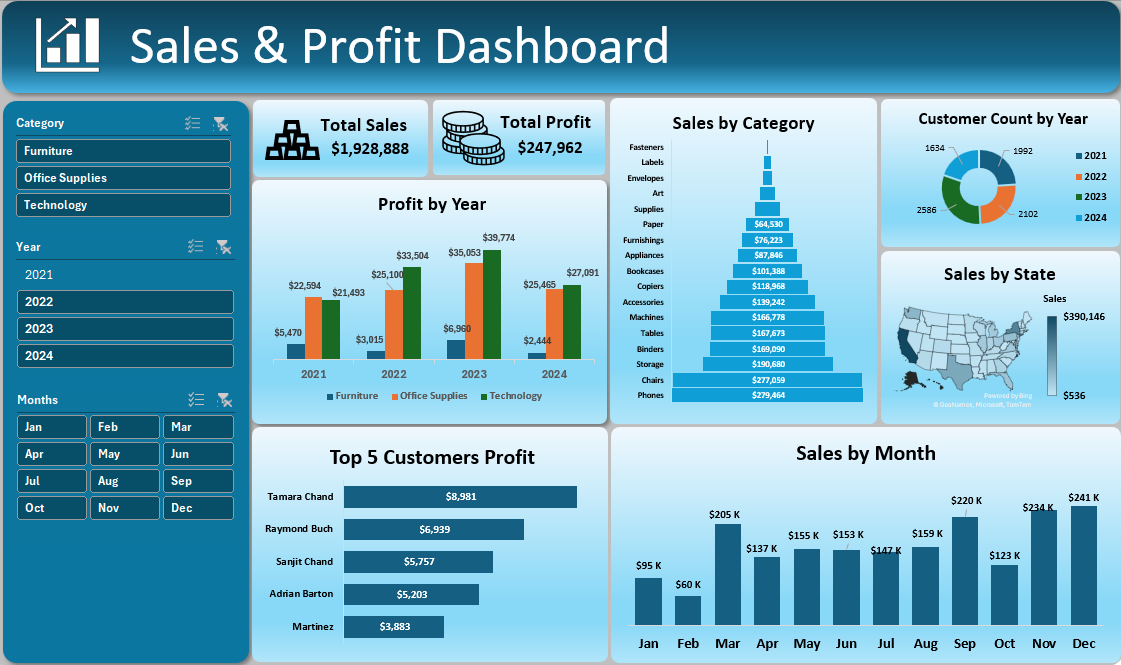 Sales & Profit Dashboard
Category
Furniture
Office Supplies
Technology
Year
2021
2022
2023
2024
Months
Jan Feb Mar
Apr May Jun
Jul Aug Sep
Oct Nov Dec
Total Sales
$1,928,888
Total Profit
$247,962
Profit by Year
$5,470 $22,594 $21,493
$3,015 $25,100 $33,504
$6,960 $35,053 $39,774
$2,444 $25,465 $27,091
2021 2022 2023 2024
Furniture Office Supplies Technology
Sales by Category
Fasteners
Labels
Envelopes
Art
Supplies
Paper $64,530
Furnishings $76,223
Appliances $87,846
Bookcases $101,388
Copiers $118,968
Accessories $139,242
Machines $166,778
Tables $167,673
Binders $169,090
Storage $190,680
Chairs $277,059
Phones $279,464
Customer Count by Year
1634 1992
2586 2102
2021
2022
2023
2024
Sales by State
Sales
$390,146
$536
Powered by Bing
© GeoNames, Microsoft, TomTom
Top 5 Customers Profit
Tamara Chand $8,981
Raymond Buch $6,939
Sanjit Chand $5,757
Adrian Barton $5,203
Martinez $3,883
Sales by Month
$95 K $60 K $205 K $137 K $155 K $153 K $147 K $159 K $220 K $123 K $234 K $241 K
Jan Feb Mar Apr May Jun Jul Aug Sep Oct Nov Dec